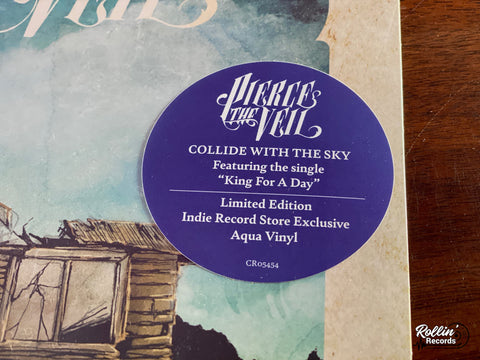 VEIL
PIERCE
THE
VEIL
COLLIDE WITH THE SKY
Featuring the single
“King For A Day”
Limited Edition
Indie Record Store Exclusive
Aqua Vinyl
CR05454
Rollin'
Records